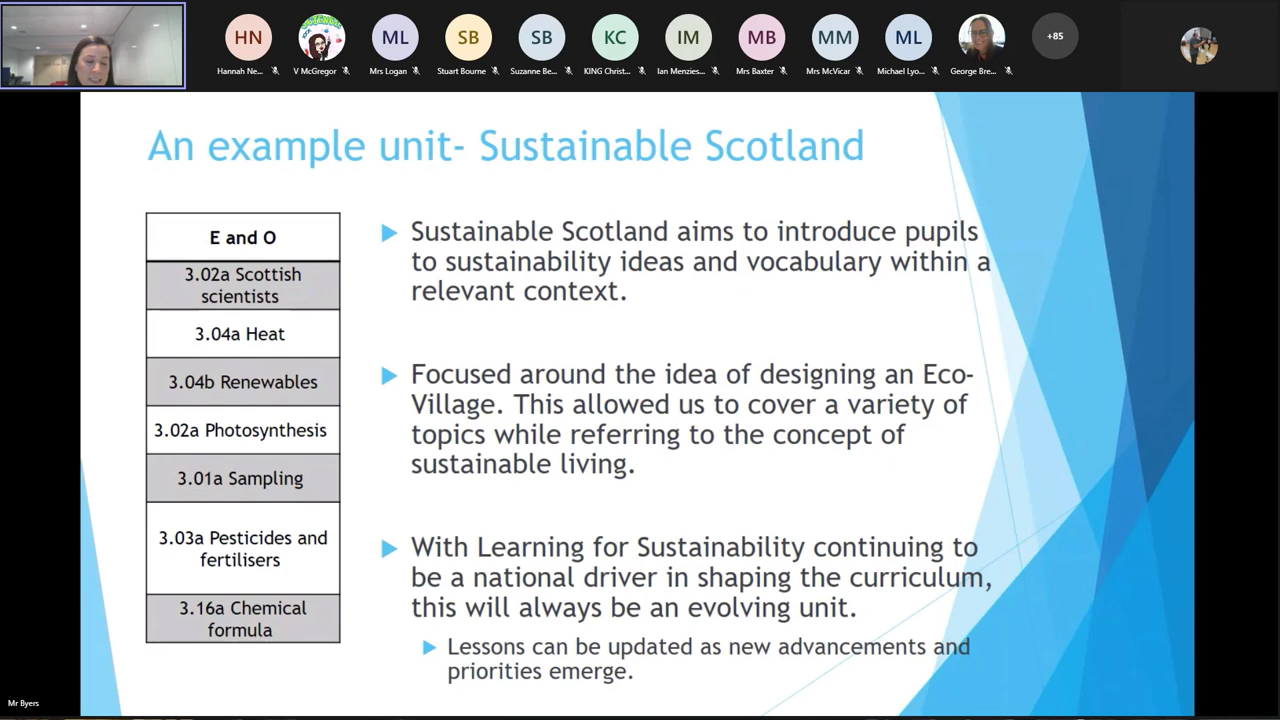 HN
ML
SB
SB
KC
IM
MB
MM
ML
+85
Hannah Ne...
V McGregor
Mrs Logan
Stuart Bourne
Suzanne Be...
KING Christ...
Ian Menzies...
Mrs Baxter
Mrs McVicar
Michael Lyo...
George Bre...
An example unit- Sustainable Scotland
E and O
3.02a Scottish
scientists
3.04a Heat
3.04b Renewables
3.02a Photosynthesis
3.01a Sampling
3.03a Pesticides and
fertilisers
3.16a Chemical
formula
Sustainable Scotland aims to introduce pupils
to sustainability ideas and vocabulary within a
relevant context.
Focused around the idea of designing an Eco-
Village. This allowed us to cover a variety of
topics while referring to the concept of
sustainable living.
With Learning for Sustainability continuing to
be a national driver in shaping the curriculum,
this will always be an evolving unit.
Lessons can be updated as new advancements and
priorities emerge.
Mr Byers